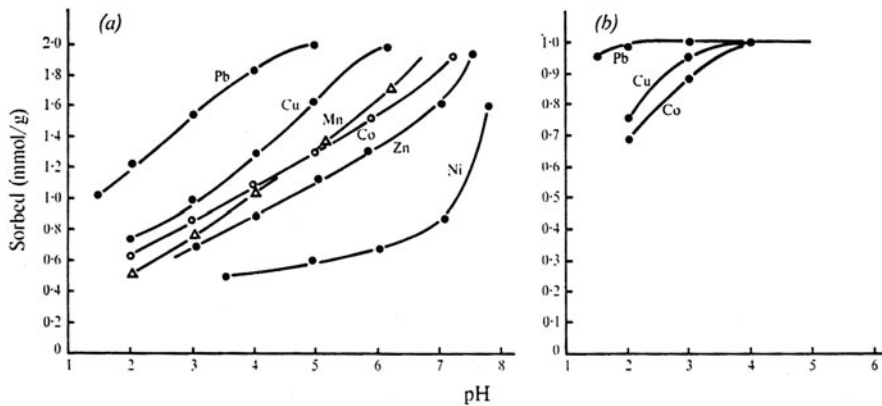 (a)
(b)
2·0
1·8
1·6
1·4
1·2
1·0
0·8
0·6
0·4
0·2
0
Sorbed (mmol/g)
Pb
Cu
Mn
Co
Zn
Ni
1 2 3 4 5 6 7 8
1·0
0·9
0·8
0·7
0·6
0·5
0·4
0·3
0·2
0·1
0
Pb
Cu
Co
1 2 3 4 5 6
pH